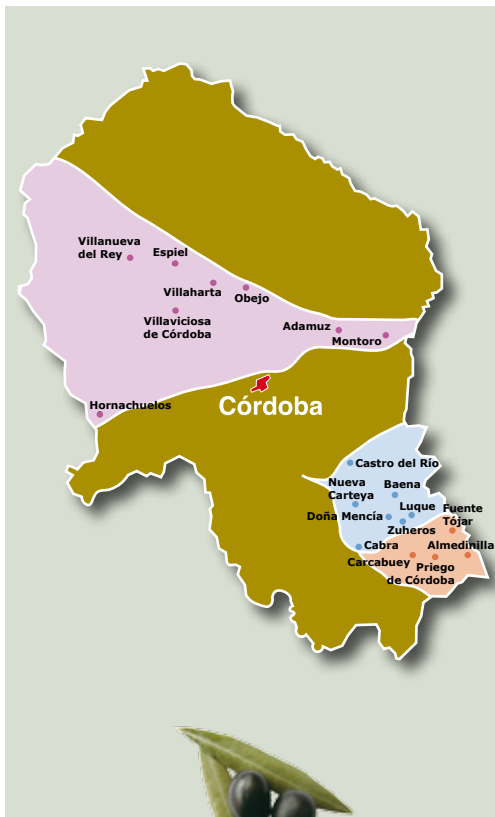 Villanueva
del Rey
Espiel
Villaharta
Obejo
Villaviciosa
de Córdoba
Adamuz
Montoro
Hornachuelos
Córdoba
Castro del Río
Nueva
Carteya
Baena
Luque
Fuente
Tójar
Doña Mencía
Zuheros
Cabra
Almedinilla
Carcabuey
Priego
de Córdoba